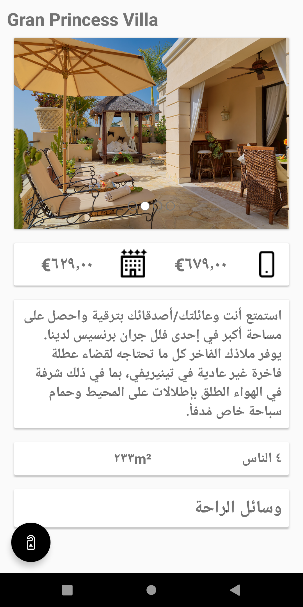 Gran Princess Villa
€٦٧٩,٠٠
€٦٢٩,٠٠
استمتع أنت وعائلتك/أصدقائك بترقية واحصل على
مساحة أكبر في إحدى فلل جران برنسيس لدينا.
يوفر ملاذك الفاخر كل ما تحتاجه لقضاء عطلة
فاخرة غير عادية في تينيريفي، بما في ذلك شرفة
في الهواء الطلق بإطلالات على المحيط وحمام
سباحة خاص مُدفأ.
٤ الناس
٢٣٣m²
وسائل الراحة